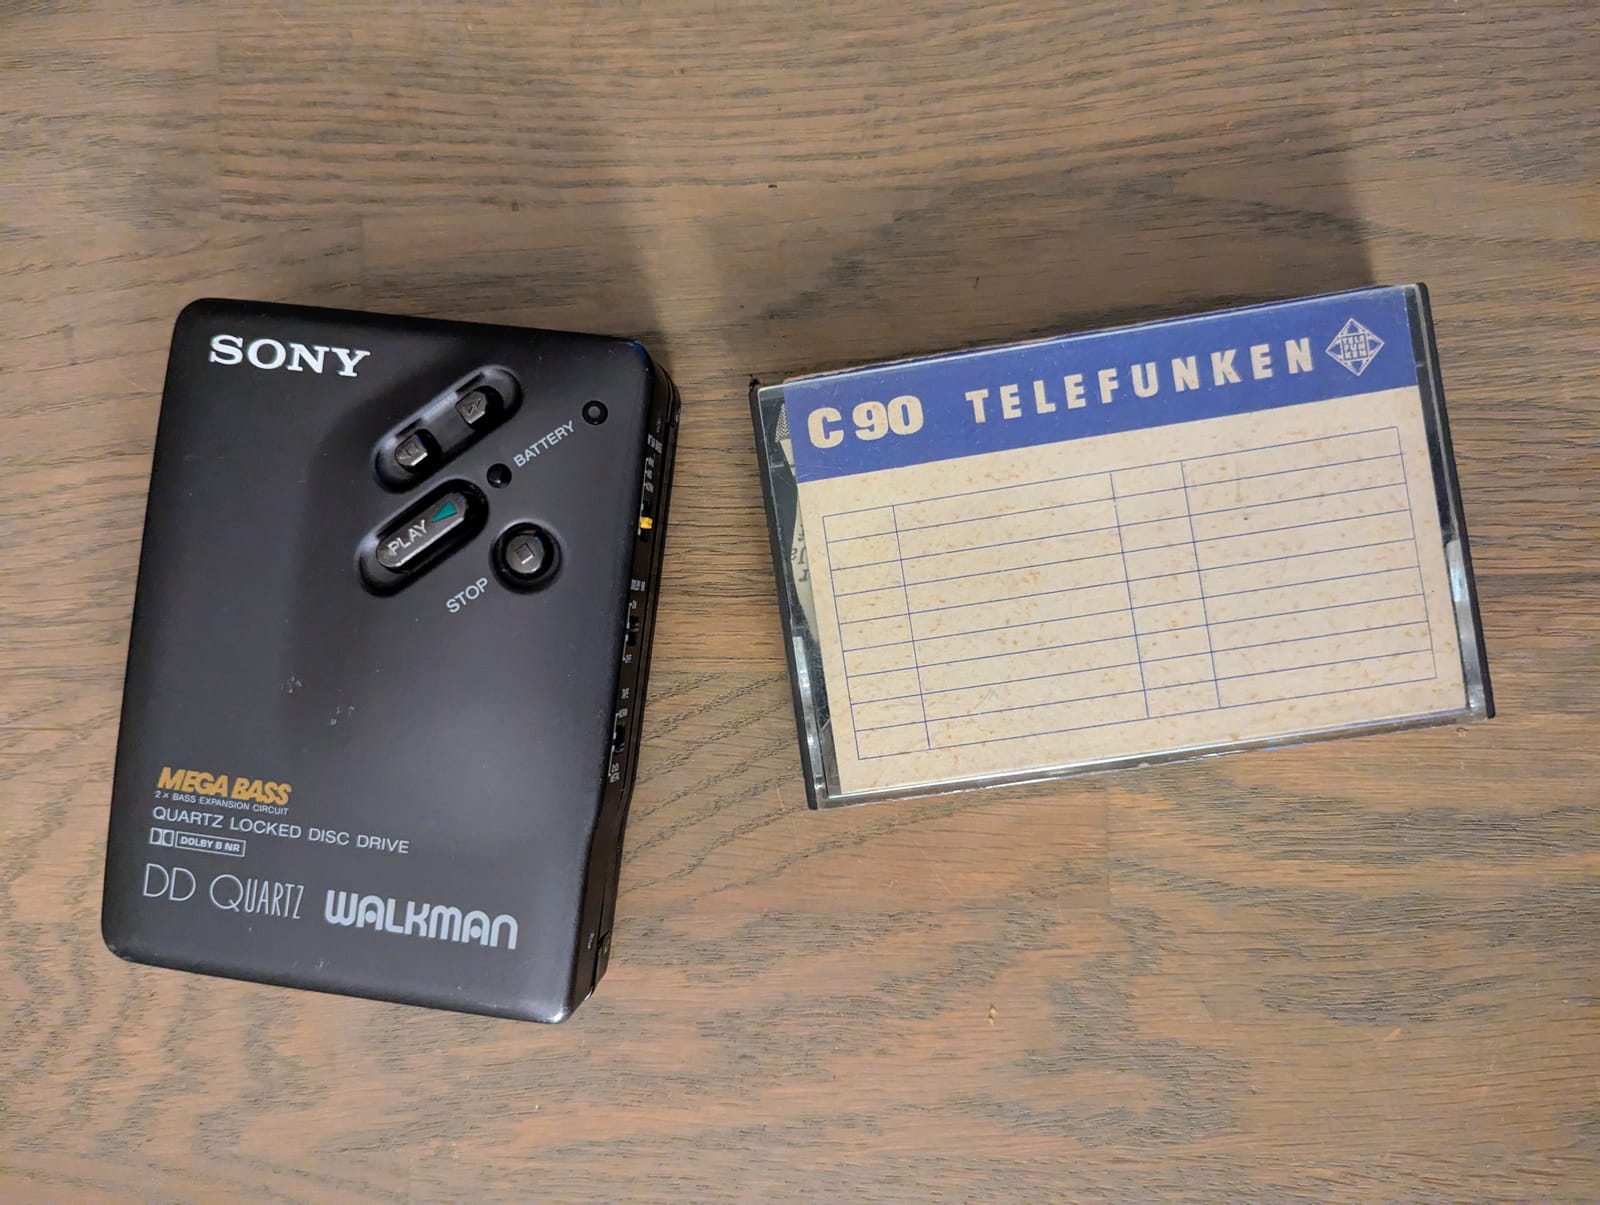 SONY
BATTERY
PLAY
STOP
MEGA BASS
2× BASS EXPANSION CIRCUIT
QUARTZ LOCKED DISC DRIVE
DOLBY B NR
DD QUARTZ WALKMAN
C 90 TELEFUNKEN
TELE
FUN
KEN